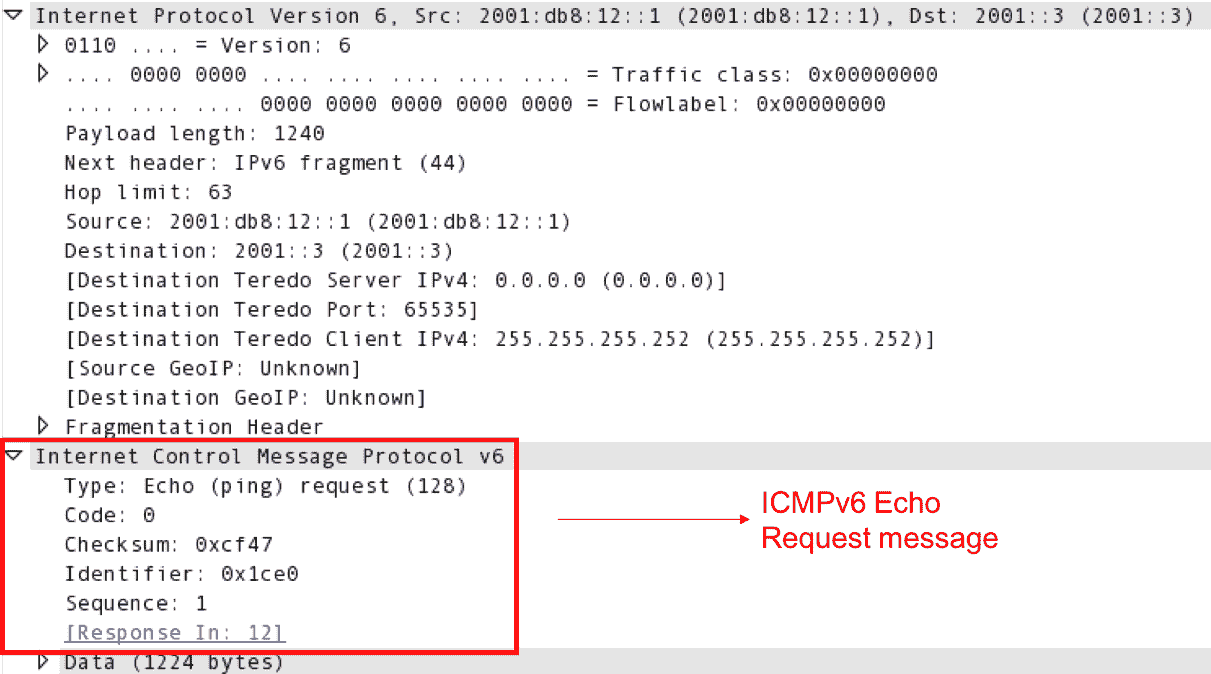 Internet Protocol Version 6, Src: 2001:db8:12::1 (2001:db8:12::1), Dst: 2001::3 (2001::3)
0110 .... = Version: 6
.... 0000 0000 .... .... .... .... .... = Traffic class: 0x00000000
.... .... .... 0000 0000 0000 0000 0000 = Flowlabel: 0x00000000
Payload length: 1240
Next header: IPv6 fragment (44)
Hop limit: 63
Source: 2001:db8:12::1 (2001:db8:12::1)
Destination: 2001::3 (2001::3)
[Destination Teredo Server IPv4: 0.0.0.0 (0.0.0.0)]
[Destination Teredo Port: 65535]
[Destination Teredo Client IPv4: 255.255.255.252 (255.255.255.252)]
[Source GeoIP: Unknown]
[Destination GeoIP: Unknown]
Fragmentation Header
Internet Control Message Protocol v6
Type: Echo (ping) request (128)
Code: 0
Checksum: 0xcf47
Identifier: 0x1ce0
Sequence: 1
[Response In: 12]
Data (1224 bytes)
ICMPv6 Echo
Request message